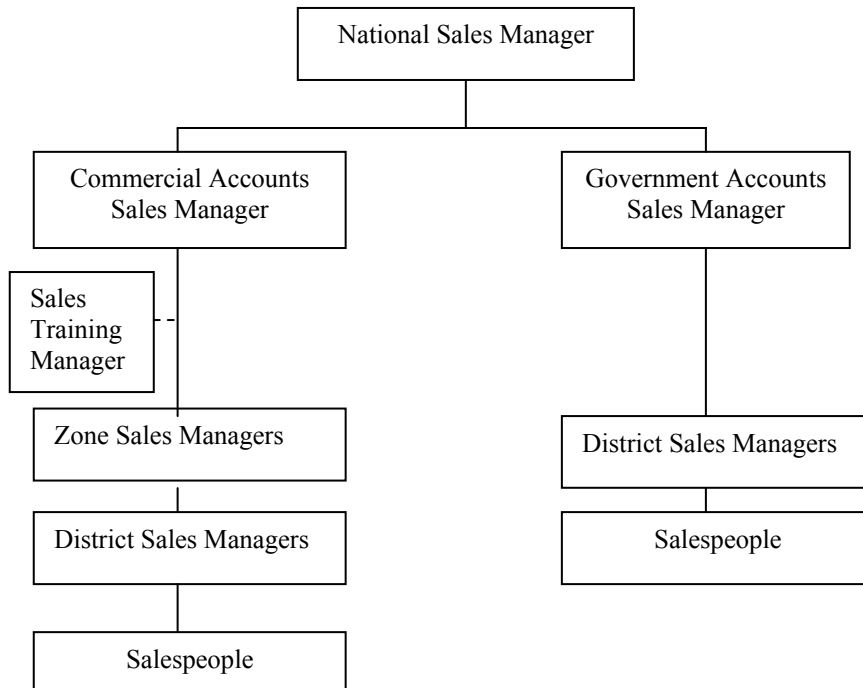 National Sales Manager
Commercial Accounts
Sales Manager
Government Accounts
Sales Manager
Sales
Training
Manager
Zone Sales Managers
District Sales Managers
District Sales Managers
Salespeople
Salespeople